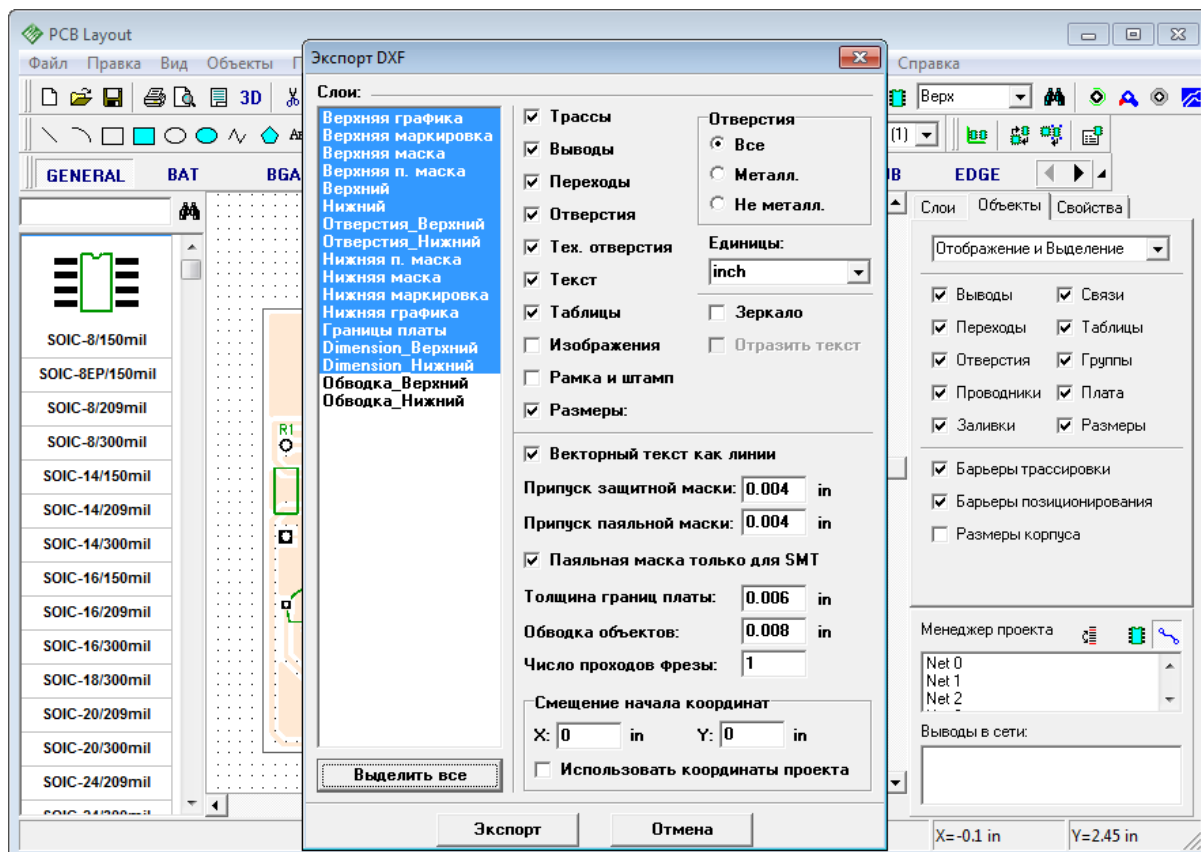 PCB Layout
Файл Правка Вид Объекты Справка
3D Верх
(1)
GENERAL BAT BGA EDGE
SOIC-8/150mil
SOIC-8EP/150mil
SOIC-8/209mil
SOIC-8/300mil
SOIC-14/150mil
SOIC-14/209mil
SOIC-14/300mil
SOIC-16/150mil
SOIC-16/209mil
SOIC-16/300mil
SOIC-18/300mil
SOIC-20/209mil
SOIC-20/300mil
SOIC-24/209mil
R1
Экспорт DXF
Слои:
Верхняя графика
Верхняя маркировка
Верхняя маска
Верхняя п. маска
Верхний
Нижний
Отверстия_Верхний
Отверстия_Нижний
Нижняя п. маска
Нижняя маска
Нижняя маркировка
Нижняя графика
Границы платы
Dimension_Верхний
Dimension_Нижний
Обводка_Верхний
Обводка_Нижний
Выделить все
Трассы
Выводы
Переходы
Отверстия
Тех. отверстия
Текст
Таблицы
Изображения
Рамка и штамп
Размеры:
Отверстия
Все
Металл.
Не металл.
Единицы:
inch
Зеркало
Отразить текст
Векторный текст как линии
Припуск защитной маски: 0.004 in
Припуск паяльной маски: 0.004 in
Паяльная маска только для SMT
Толщина границ платы: 0.006 in
Обводка объектов: 0.008 in
Число проходов фрезы: 1
Смещение начала координат
X: 0 in Y: 0 in
Использовать координаты проекта
Экспорт Отмена
Слои Объекты Свойства
Отображение и Выделение
Выводы Связи
Переходы Таблицы
Отверстия Группы
Проводники Плата
Заливки Размеры
Барьеры трассировки
Барьеры позиционирования
Размеры корпуса
Менеджер проекта
Net 0
Net 1
Net 2
Выводы в сети:
X=-0.1 in Y=2.45 in